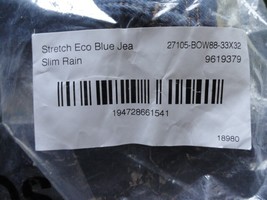 Stretch Eco Blue Jea 27105-BOW88-33X32
Slim Rain 9619379
194728661541
18980